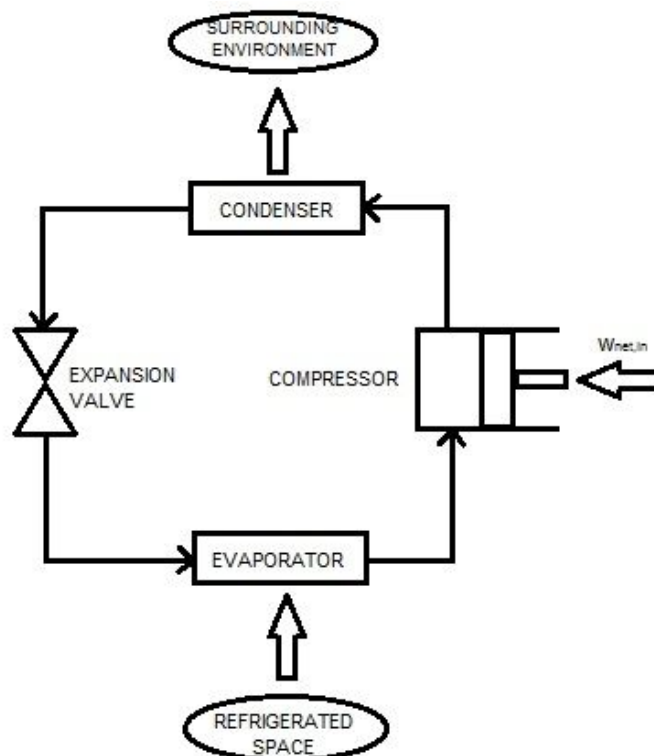 SURROUNDING
ENVIRONMENT
CONDENSER
EXPANSION
VALVE
COMPRESSOR
Wnet,in
EVAPORATOR
REFRIGERATED
SPACE